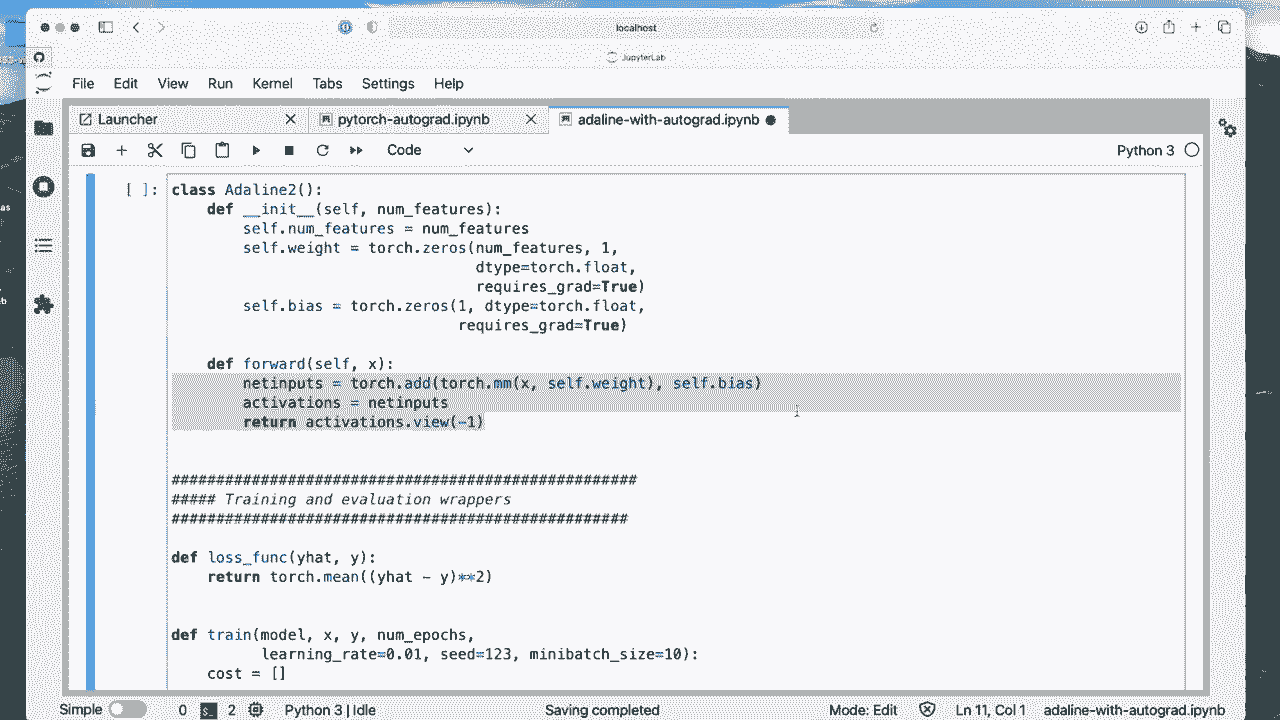 localhost
JupyterLab
File Edit View Run Kernel Tabs Settings Help
Launcher pytorch-autograd.ipynb adaline-with-autograd.ipynb
Code Python 3
[ ]: class Adaline2():
    def __init__(self, num_features):
        self.num_features = num_features
        self.weight = torch.zeros(num_features, 1,
                                  dtype=torch.float,
                                  requires_grad=True)
        self.bias = torch.zeros(1, dtype=torch.float,
                                requires_grad=True)
    def forward(self, x):
        netinputs = torch.add(torch.mm(x, self.weight), self.bias)
        activations = netinputs
        return activations.view(-1)
####################################################
##### Training and evaluation wrappers
###################################################
def loss_func(yhat, y):
    return torch.mean((yhat - y)**2)
def train(model, x, y, num_epochs,
          learning_rate=0.01, seed=123, minibatch_size=10):
    cost = []
Simple 0 $_ 2 Python 3 | Idle Saving completed Mode: Edit Ln 11, Col 1 adaline-with-autograd.ipynb